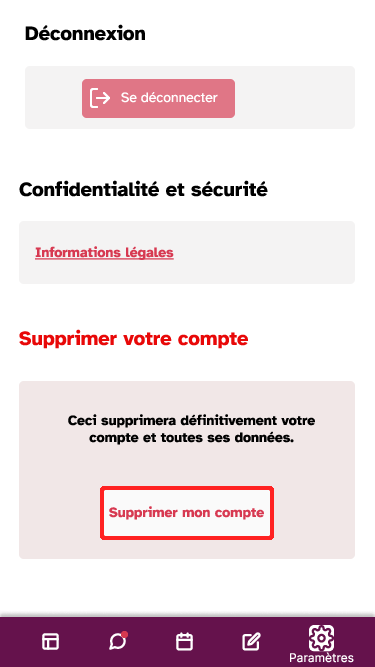 Déconnexion
Se déconnecter
Confidentialité et sécurité
Informations légales
Supprimer votre compte
Ceci supprimera définitivement votre
compte et toutes ses données.
Supprimer mon compte
Paramètres